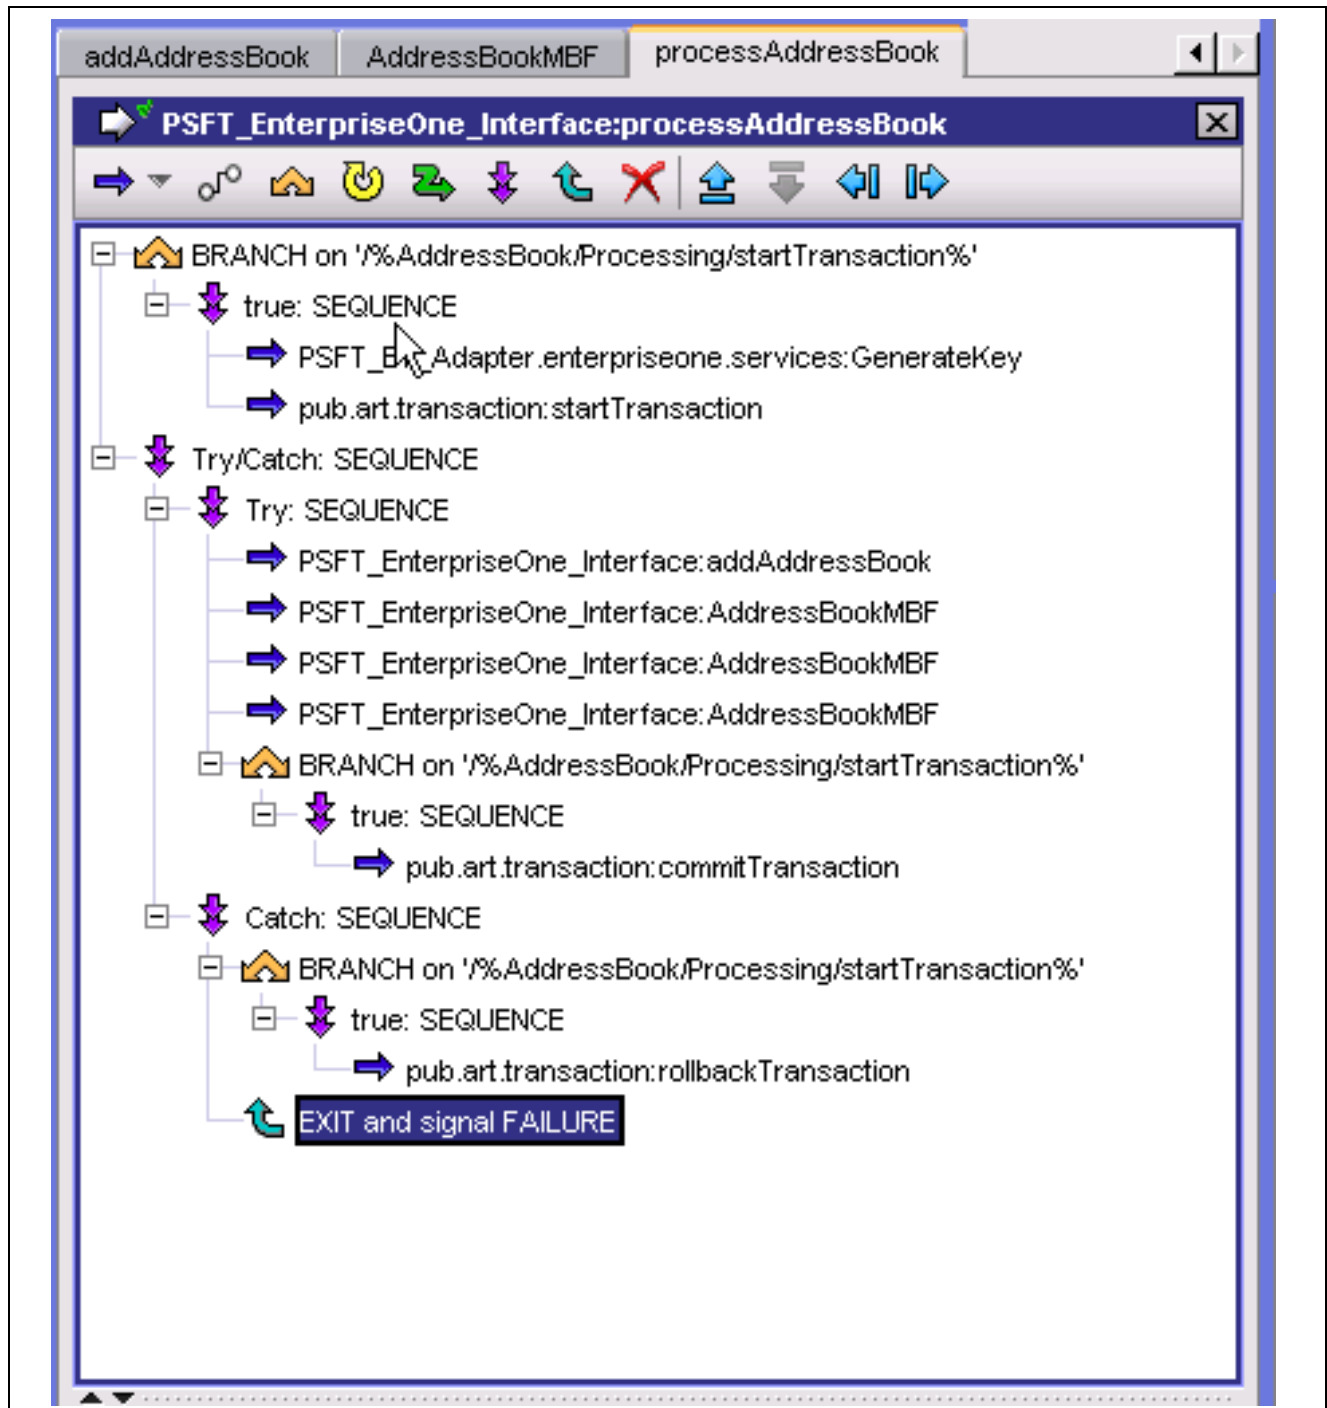 addAddressBook
AddressBookMBF
processAddressBook
PSFT_EnterpriseOne_Interface:processAddressBook
BRANCH on '/%AddressBook/Processing/startTransaction%'
true: SEQUENCE
Adapter.enterpriseone.services:GenerateKey
pub.art.transaction:startTransaction
Try/Catch: SEQUENCE
Try: SEQUENCE
PSFT_EnterpriseOne_Interface:addAddressBook
PSFT_EnterpriseOne_Interface:AddressBookMBF
PSFT_EnterpriseOne_Interface:AddressBookMBF
PSFT_EnterpriseOne_Interface:AddressBookMBF
BRANCH on '/%AddressBook/Processing/startTransaction%'
true: SEQUENCE
pub.art.transaction:commitTransaction
Catch: SEQUENCE
BRANCH on '/%AddressBook/Processing/startTransaction%'
true: SEQUENCE
pub.art.transaction:rollbackTransaction
EXIT and signal FAILURE